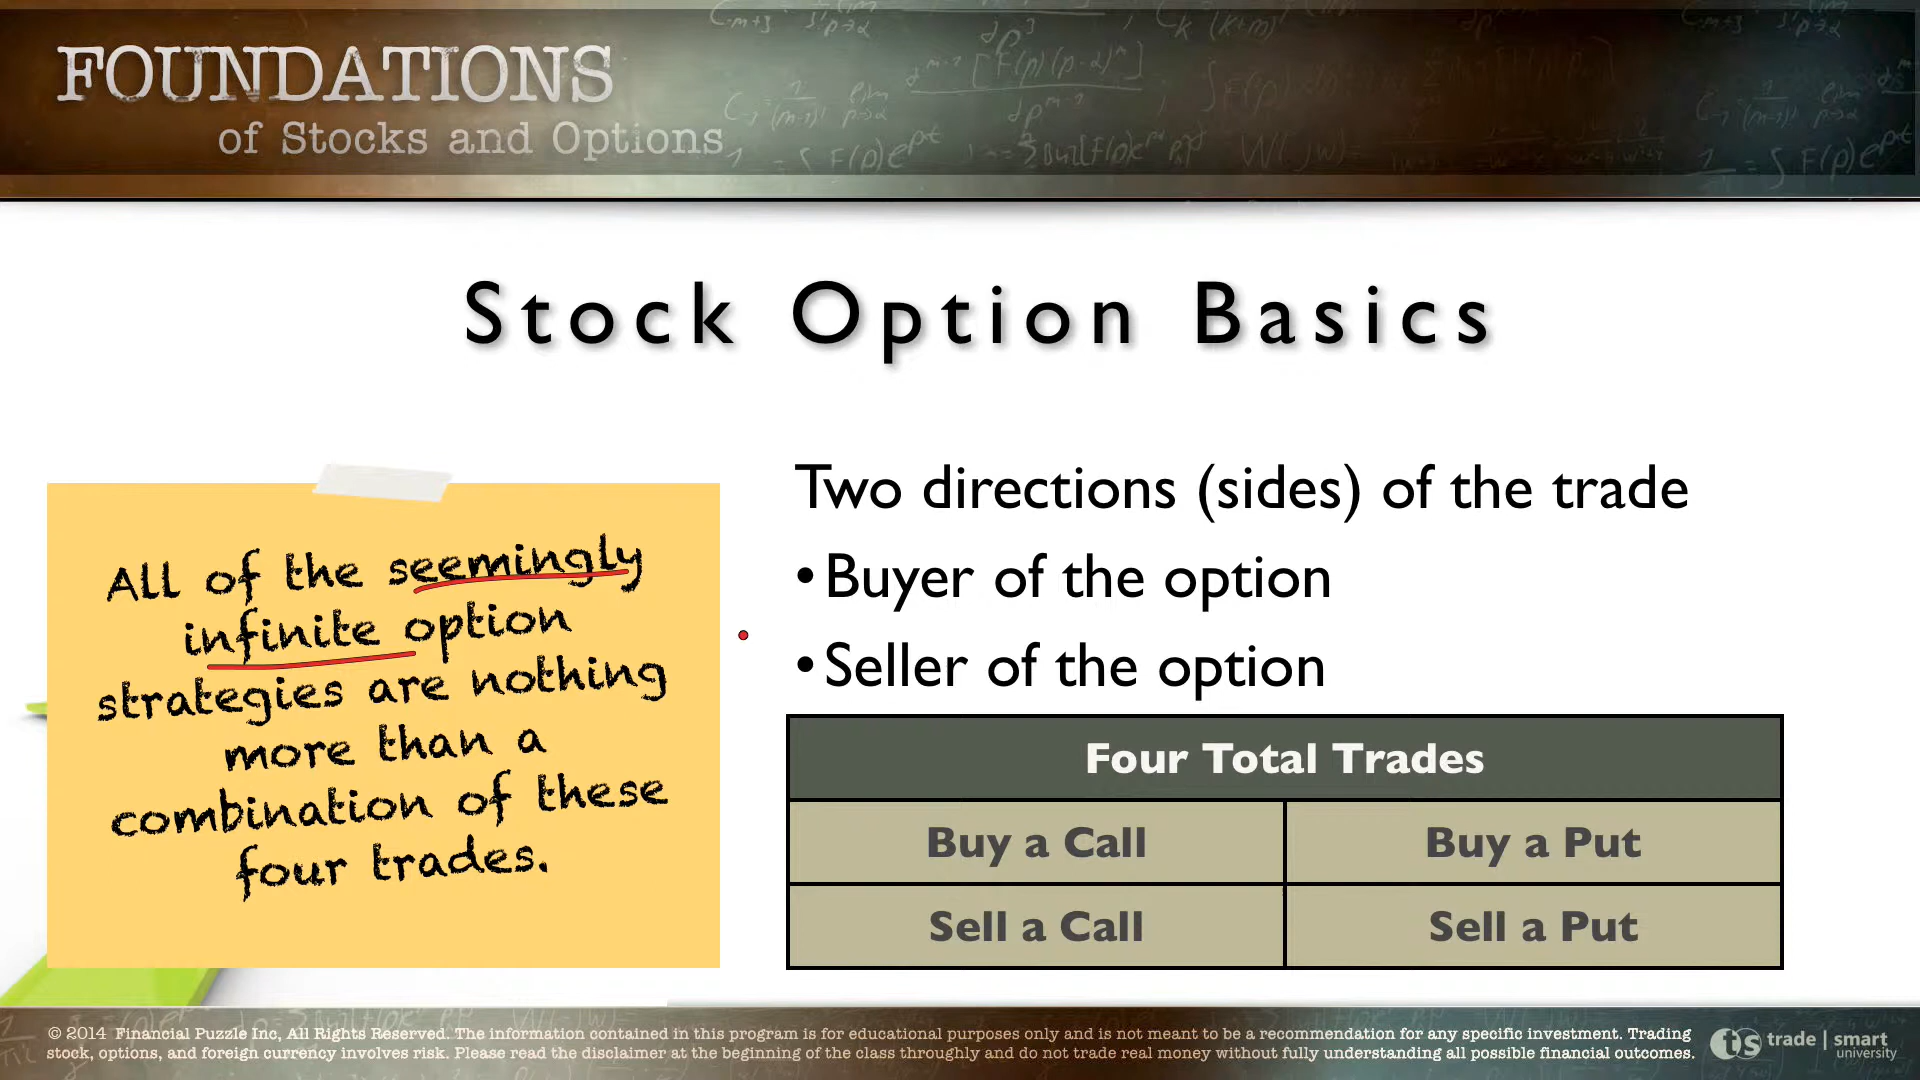 FOUNDATIONS
of Stocks and Options
Stock Option Basics
All of the seemingly
infinite option
strategies are nothing
more than a
combination of these
four trades.
Two directions (sides) of the trade
•Buyer of the option
•Seller of the option
Four Total Trades
Buy a Call
Buy a Put
Sell a Call
Sell a Put
© 2014 Financial Puzzle Inc, All Rights Reserved. The information contained in this program is for educational purposes only and is not meant to be a recommendation for any specific investment. Trading
stock, options, and foreign currency involves risk. Please read the disclaimer at the beginning of the class throughly and do not trade real money without fully understanding all possible financial outcomes.
ts trade | smart
university